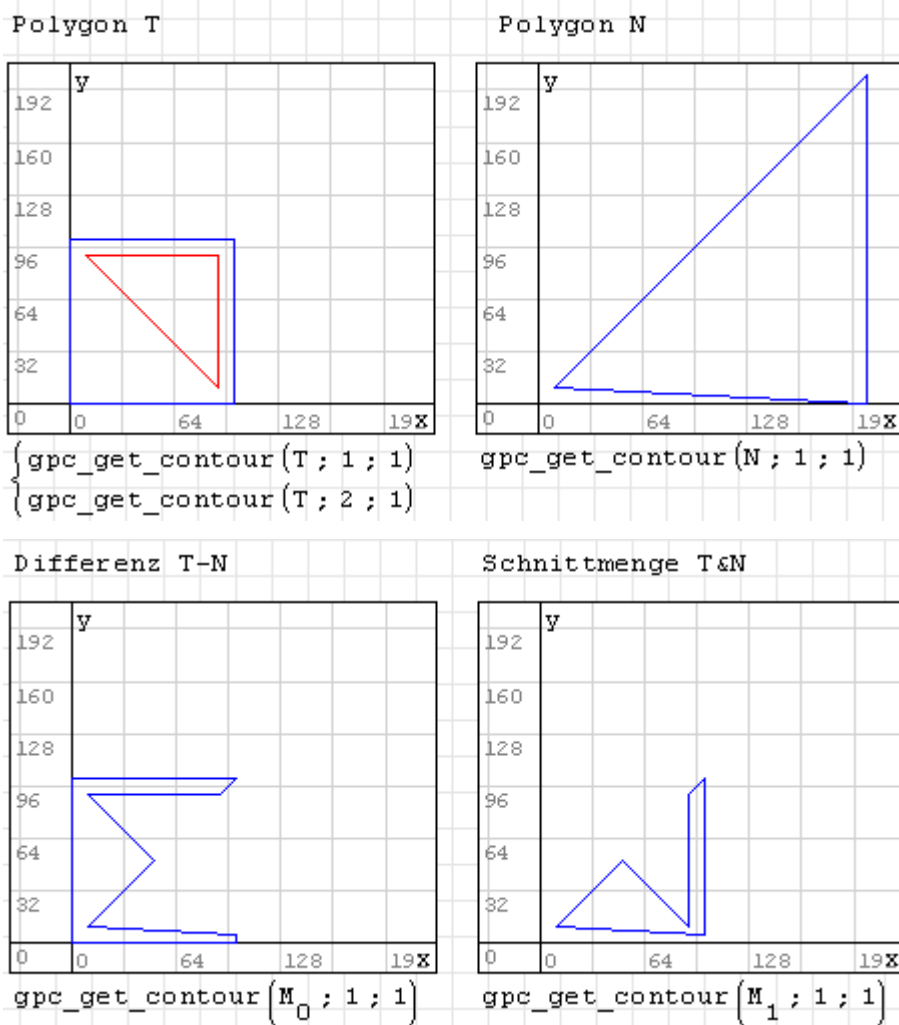 Polygon T
Polygon N
y
192
160
128
96
64
32
0
0 64 128 19x
y
192
160
128
96
64
32
0
0 64 128 19x
gpc_get_contour(T ; 1 ; 1)
gpc_get_contour(T ; 2 ; 1)
gpc_get_contour(N ; 1 ; 1)
Differenz T-N
Schnittmenge T&N
y
192
160
128
96
64
32
0
0 64 128 19x
y
192
160
128
96
64
32
0
0 64 128 19x
gpc_get_contour(M_0 ; 1 ; 1)
gpc_get_contour(M_1 ; 1 ; 1)